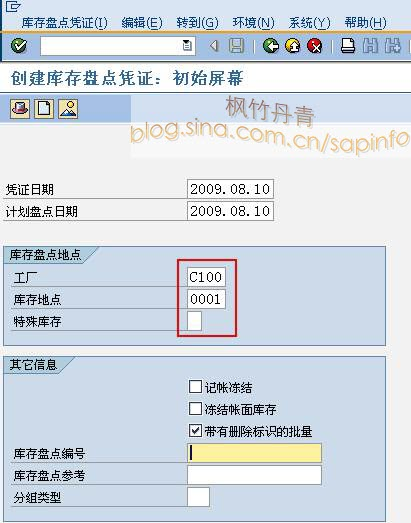 库存盘点凭证(I) 编辑(E) 转到(G) 环境(N) 系统(Y) 帮助(H)
创建库存盘点凭证: 初始屏幕
枫竹丹青
blog.sina.com.cn/sapinfo
凭证日期 2009.08.10
计划盘点日期 2009.08.10
库存盘点地点
工厂 C100
库存地点 0001
特殊库存
其它信息
记帐冻结
冻结帐面库存
带有删除标识的批量
库存盘点编号
库存盘点参考
分组类型